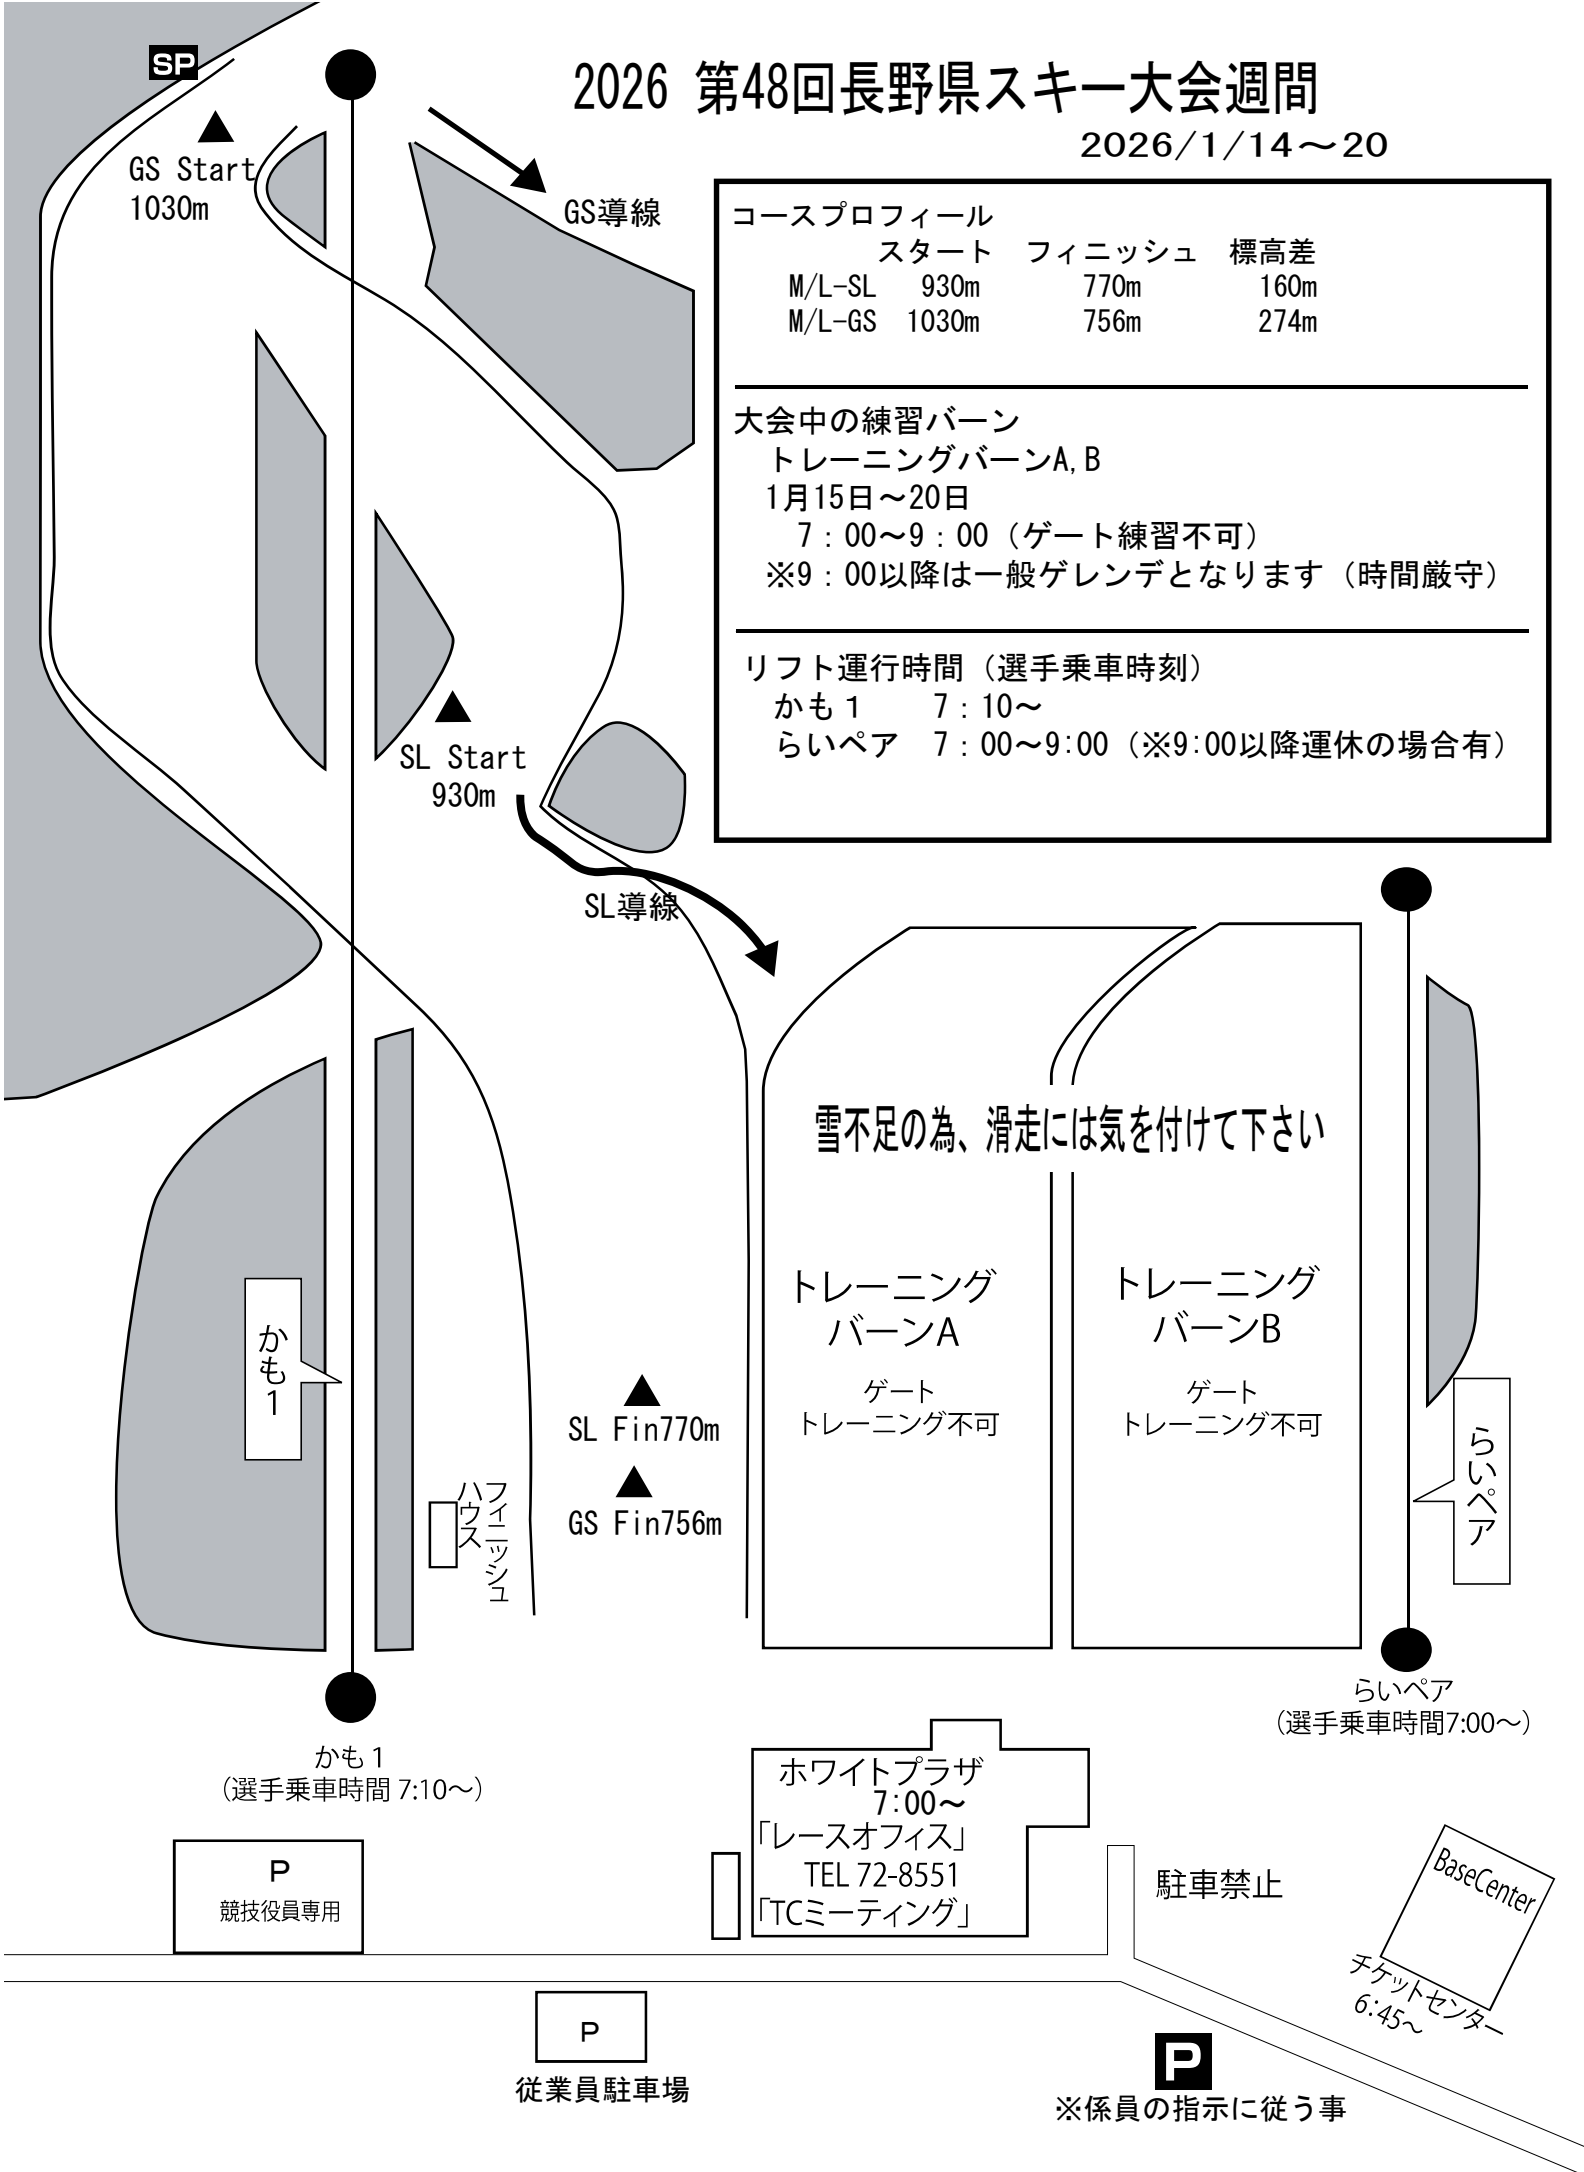 2026 第48回長野県スキー大会週間
2026/1/14～20
SP
GS Start
1030m
GS導線
コースプロフィール
スタート フィニッシュ 標高差
M/L-SL 930m 770m 160m
M/L-GS 1030m 756m 274m
大会中の練習バーン
トレーニングバーンA,B
1月15日～20日
7：00～9：00（ゲート練習不可）
※9：00以降は一般ゲレンデとなります（時間厳守）
リフト運行時間（選手乗車時刻）
かも１ 7：10～
らいペア 7：00～9:00（※9:00以降運休の場合有）
SL Start
930m
SL導線
雪不足の為、滑走には気を付けて下さい
トレーニング
バーンA
ゲート
トレーニング不可
トレーニング
バーンB
ゲート
トレーニング不可
かも1
SL Fin770m
GS Fin756m
フィニッシュ
ハウス
らいペア
らいペア
（選手乗車時間7:00～）
かも１
（選手乗車時間 7:10～）
ホワイトプラザ
7:00～
「レースオフィス」
TEL 72-8551
「TCミーティング」
P
競技役員専用
駐車禁止
BaseCenter
チケットセンター
6:45～
P
従業員駐車場
P
※係員の指示に従う事